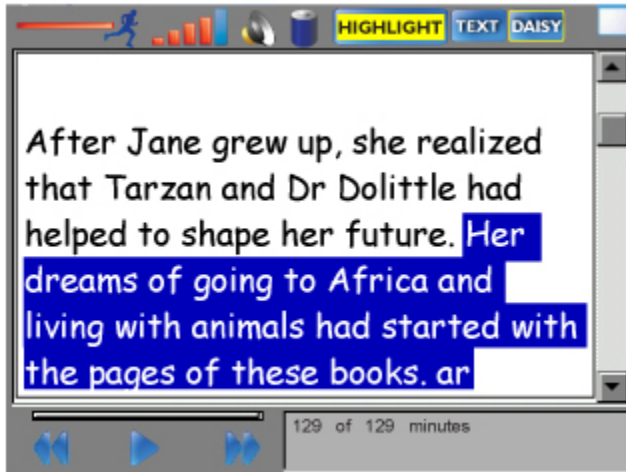 HIGHLIGHT TEXT DAISY
After Jane grew up, she realized
that Tarzan and Dr Dolittle had
helped to shape her future. Her
dreams of going to Africa and
living with animals had started with
the pages of these books. ar
129 of 129 minutes